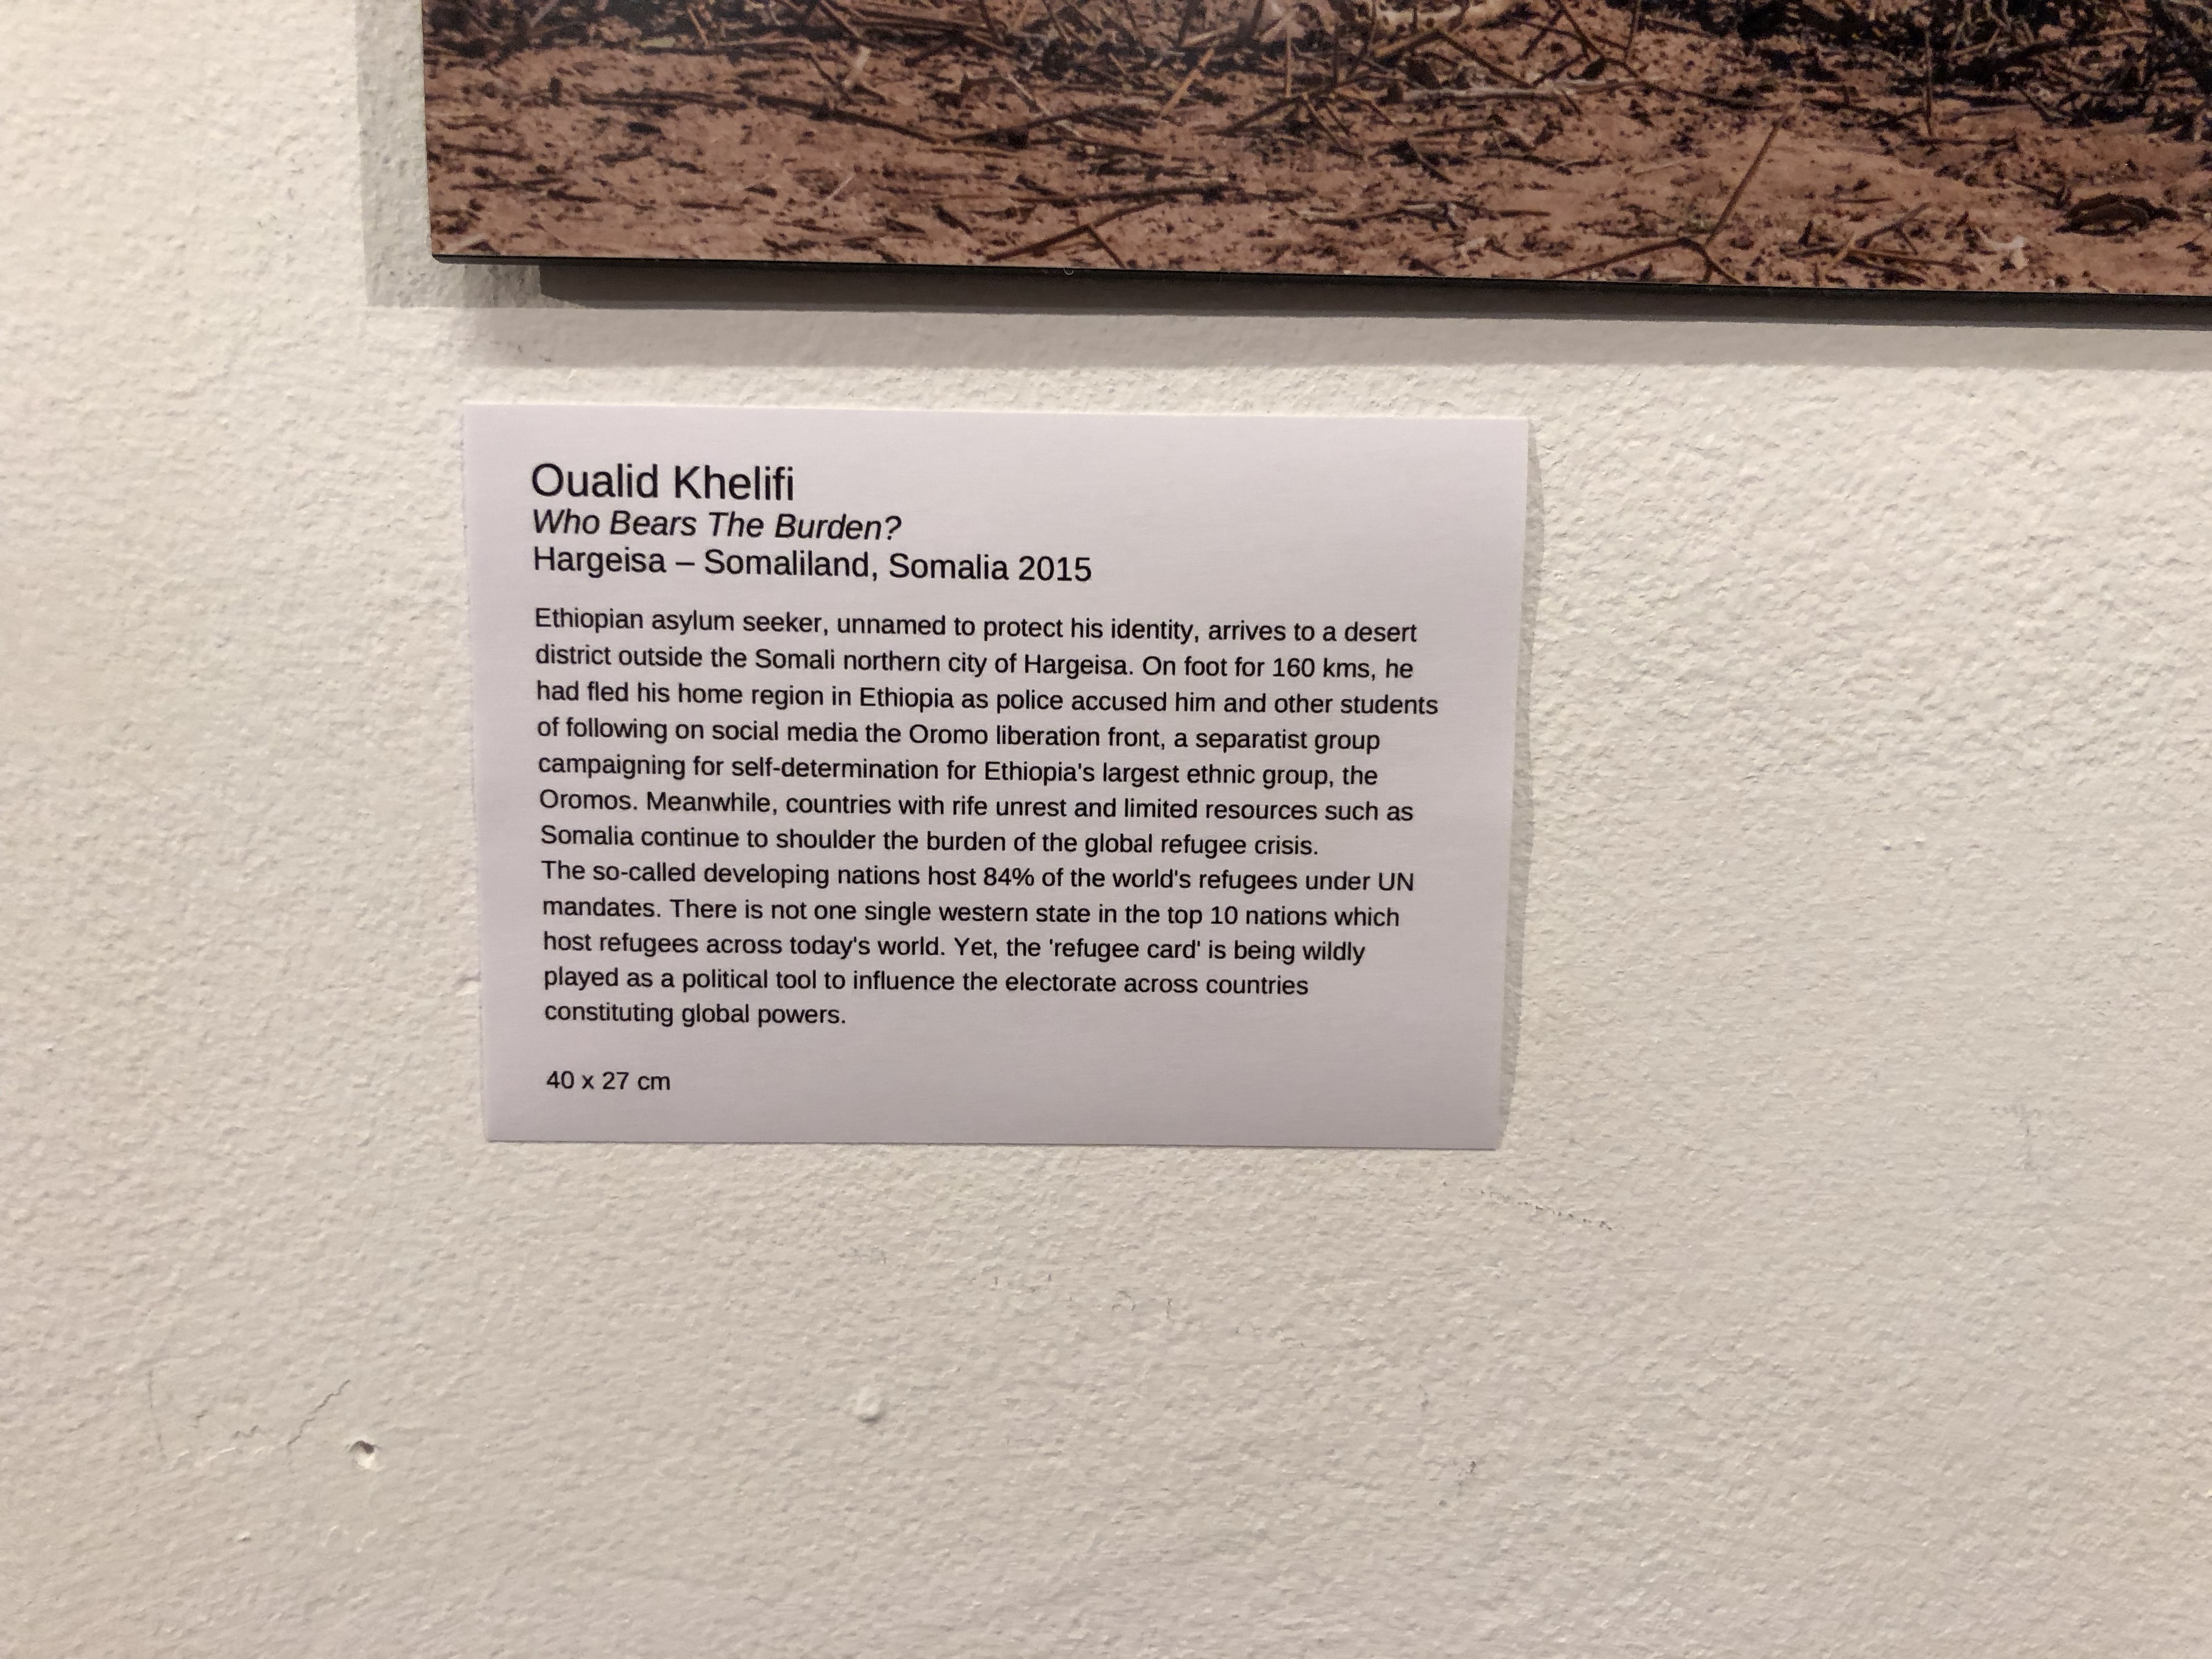 Oualid Khelifi
Who Bears The Burden?
Hargeisa – Somaliland, Somalia 2015
Ethiopian asylum seeker, unnamed to protect his identity, arrives to a desert
district outside the Somali northern city of Hargeisa. On foot for 160 kms, he
had fled his home region in Ethiopia as police accused him and other students
of following on social media the Oromo liberation front, a separatist group
campaigning for self-determination for Ethiopia's largest ethnic group, the
Oromos. Meanwhile, countries with rife unrest and limited resources such as
Somalia continue to shoulder the burden of the global refugee crisis.
The so-called developing nations host 84% of the world's refugees under UN
mandates. There is not one single western state in the top 10 nations which
host refugees across today's world. Yet, the 'refugee card' is being wildly
played as a political tool to influence the electorate across countries
constituting global powers.
40 x 27 cm